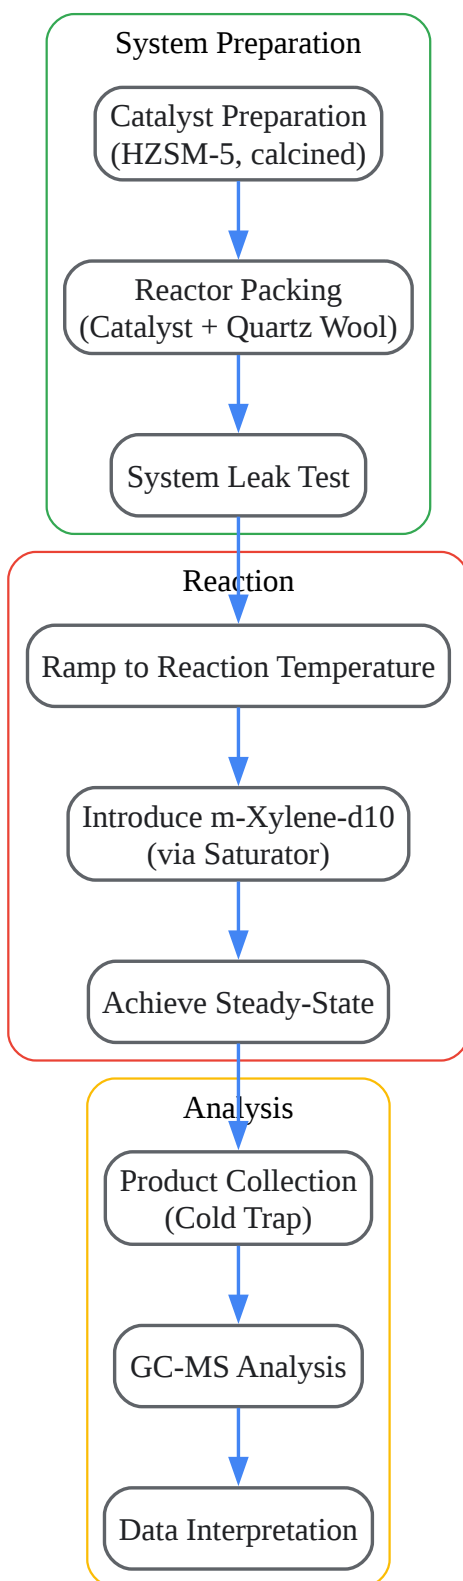 System Preparation
Catalyst Preparation
(HZSM-5, calcined)
Reactor Packing
(Catalyst + Quartz Wool)
System Leak Test
Reaction
Ramp to Reaction Temperature
Introduce m-Xylene-d10
(via Saturator)
Achieve Steady-State
Analysis
Product Collection
(Cold Trap)
GC-MS Analysis
Data Interpretation